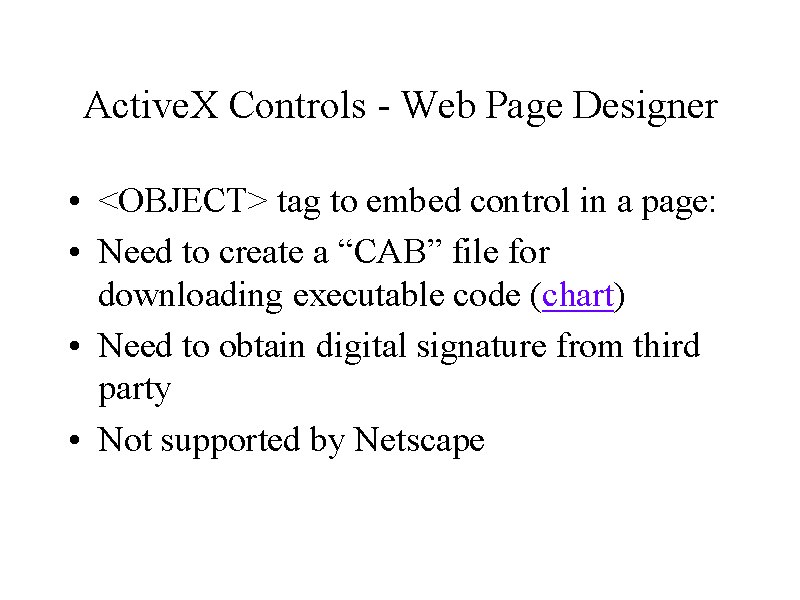 Active.X Controls - Web Page Designer
• <OBJECT> tag to embed control in a page:
• Need to create a “CAB” file for
downloading executable code (chart)
• Need to obtain digital signature from third
party
• Not supported by Netscape